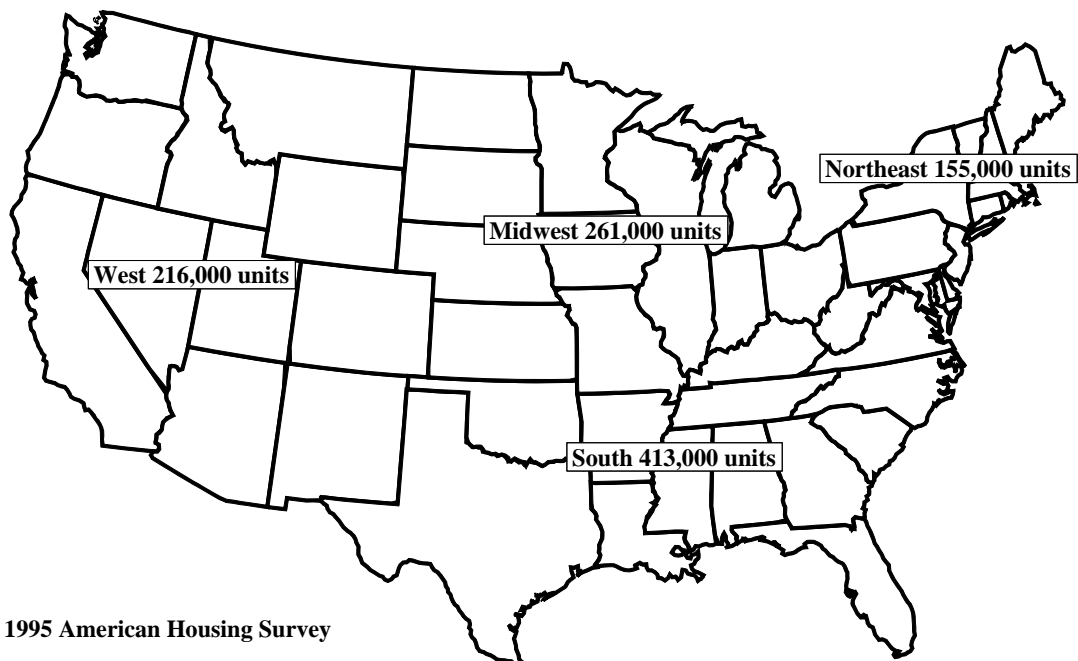 Northeast 155,000 units
Midwest 261,000 units
West 216,000 units
South 413,000 units
1995 American Housing Survey